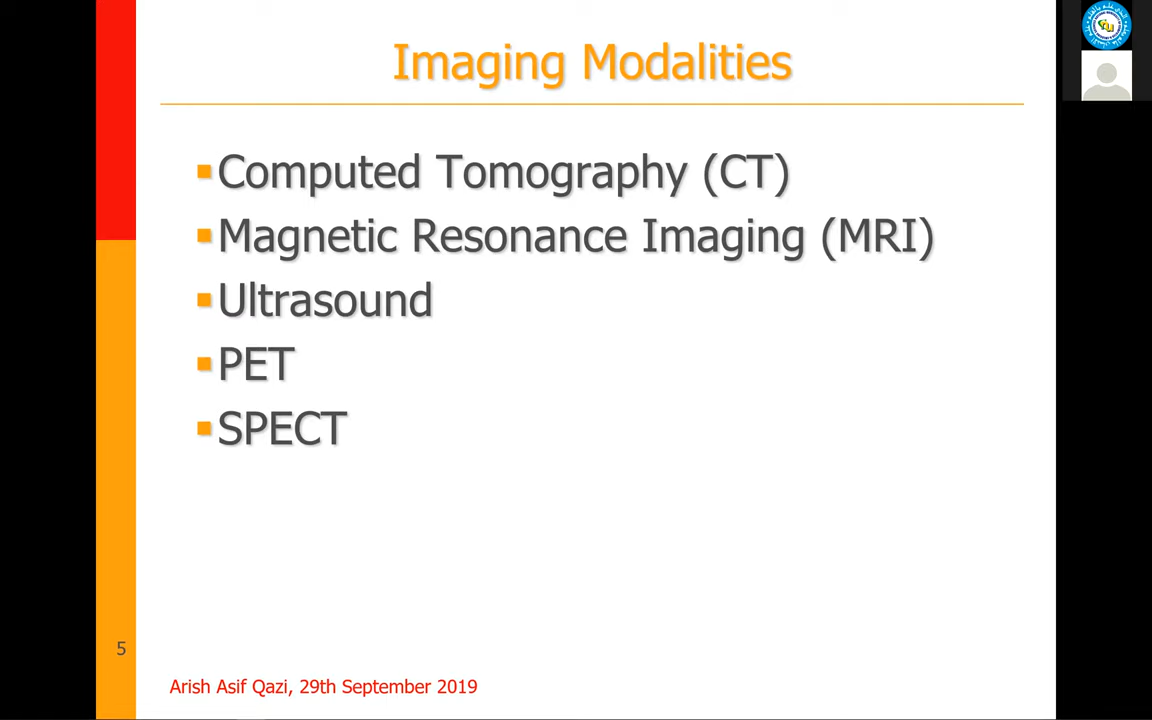 Imaging Modalities
Computed Tomography (CT)
Magnetic Resonance Imaging (MRI)
Ultrasound
PET
SPECT
5
Arish Asif Qazi, 29th September 2019